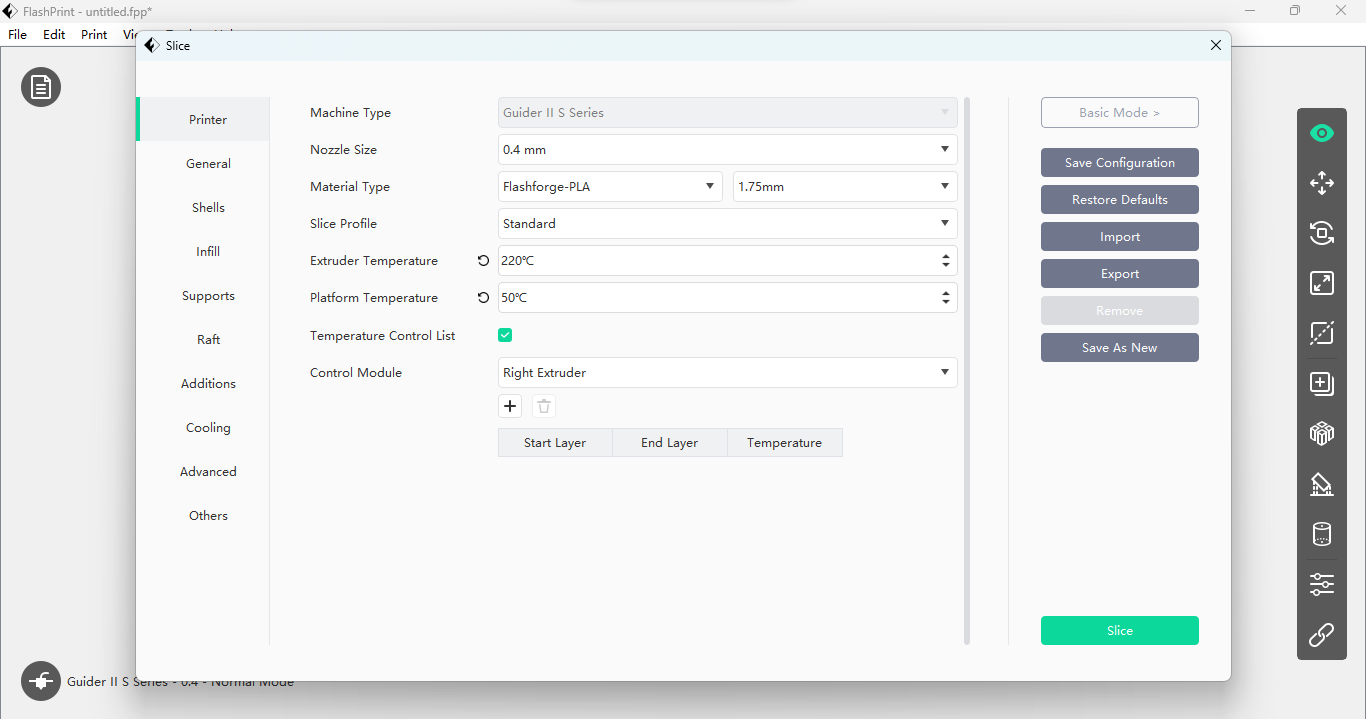 FlashPrint - untitled.fpp*
File Edit Print
Slice
Printer
General
Shells
Infill
Supports
Raft
Additions
Cooling
Advanced
Others
Machine Type Guider II S Series
Nozzle Size 0.4 mm
Material Type Flashforge-PLA 1.75mm
Slice Profile Standard
Extruder Temperature 220℃
Platform Temperature 50℃
Temperature Control List
Control Module Right Extruder
Start Layer End Layer Temperature
Basic Mode >
Save Configuration
Restore Defaults
Import
Export
Remove
Save As New
Slice
Guider II S Series - 0.4 - Normal Mode